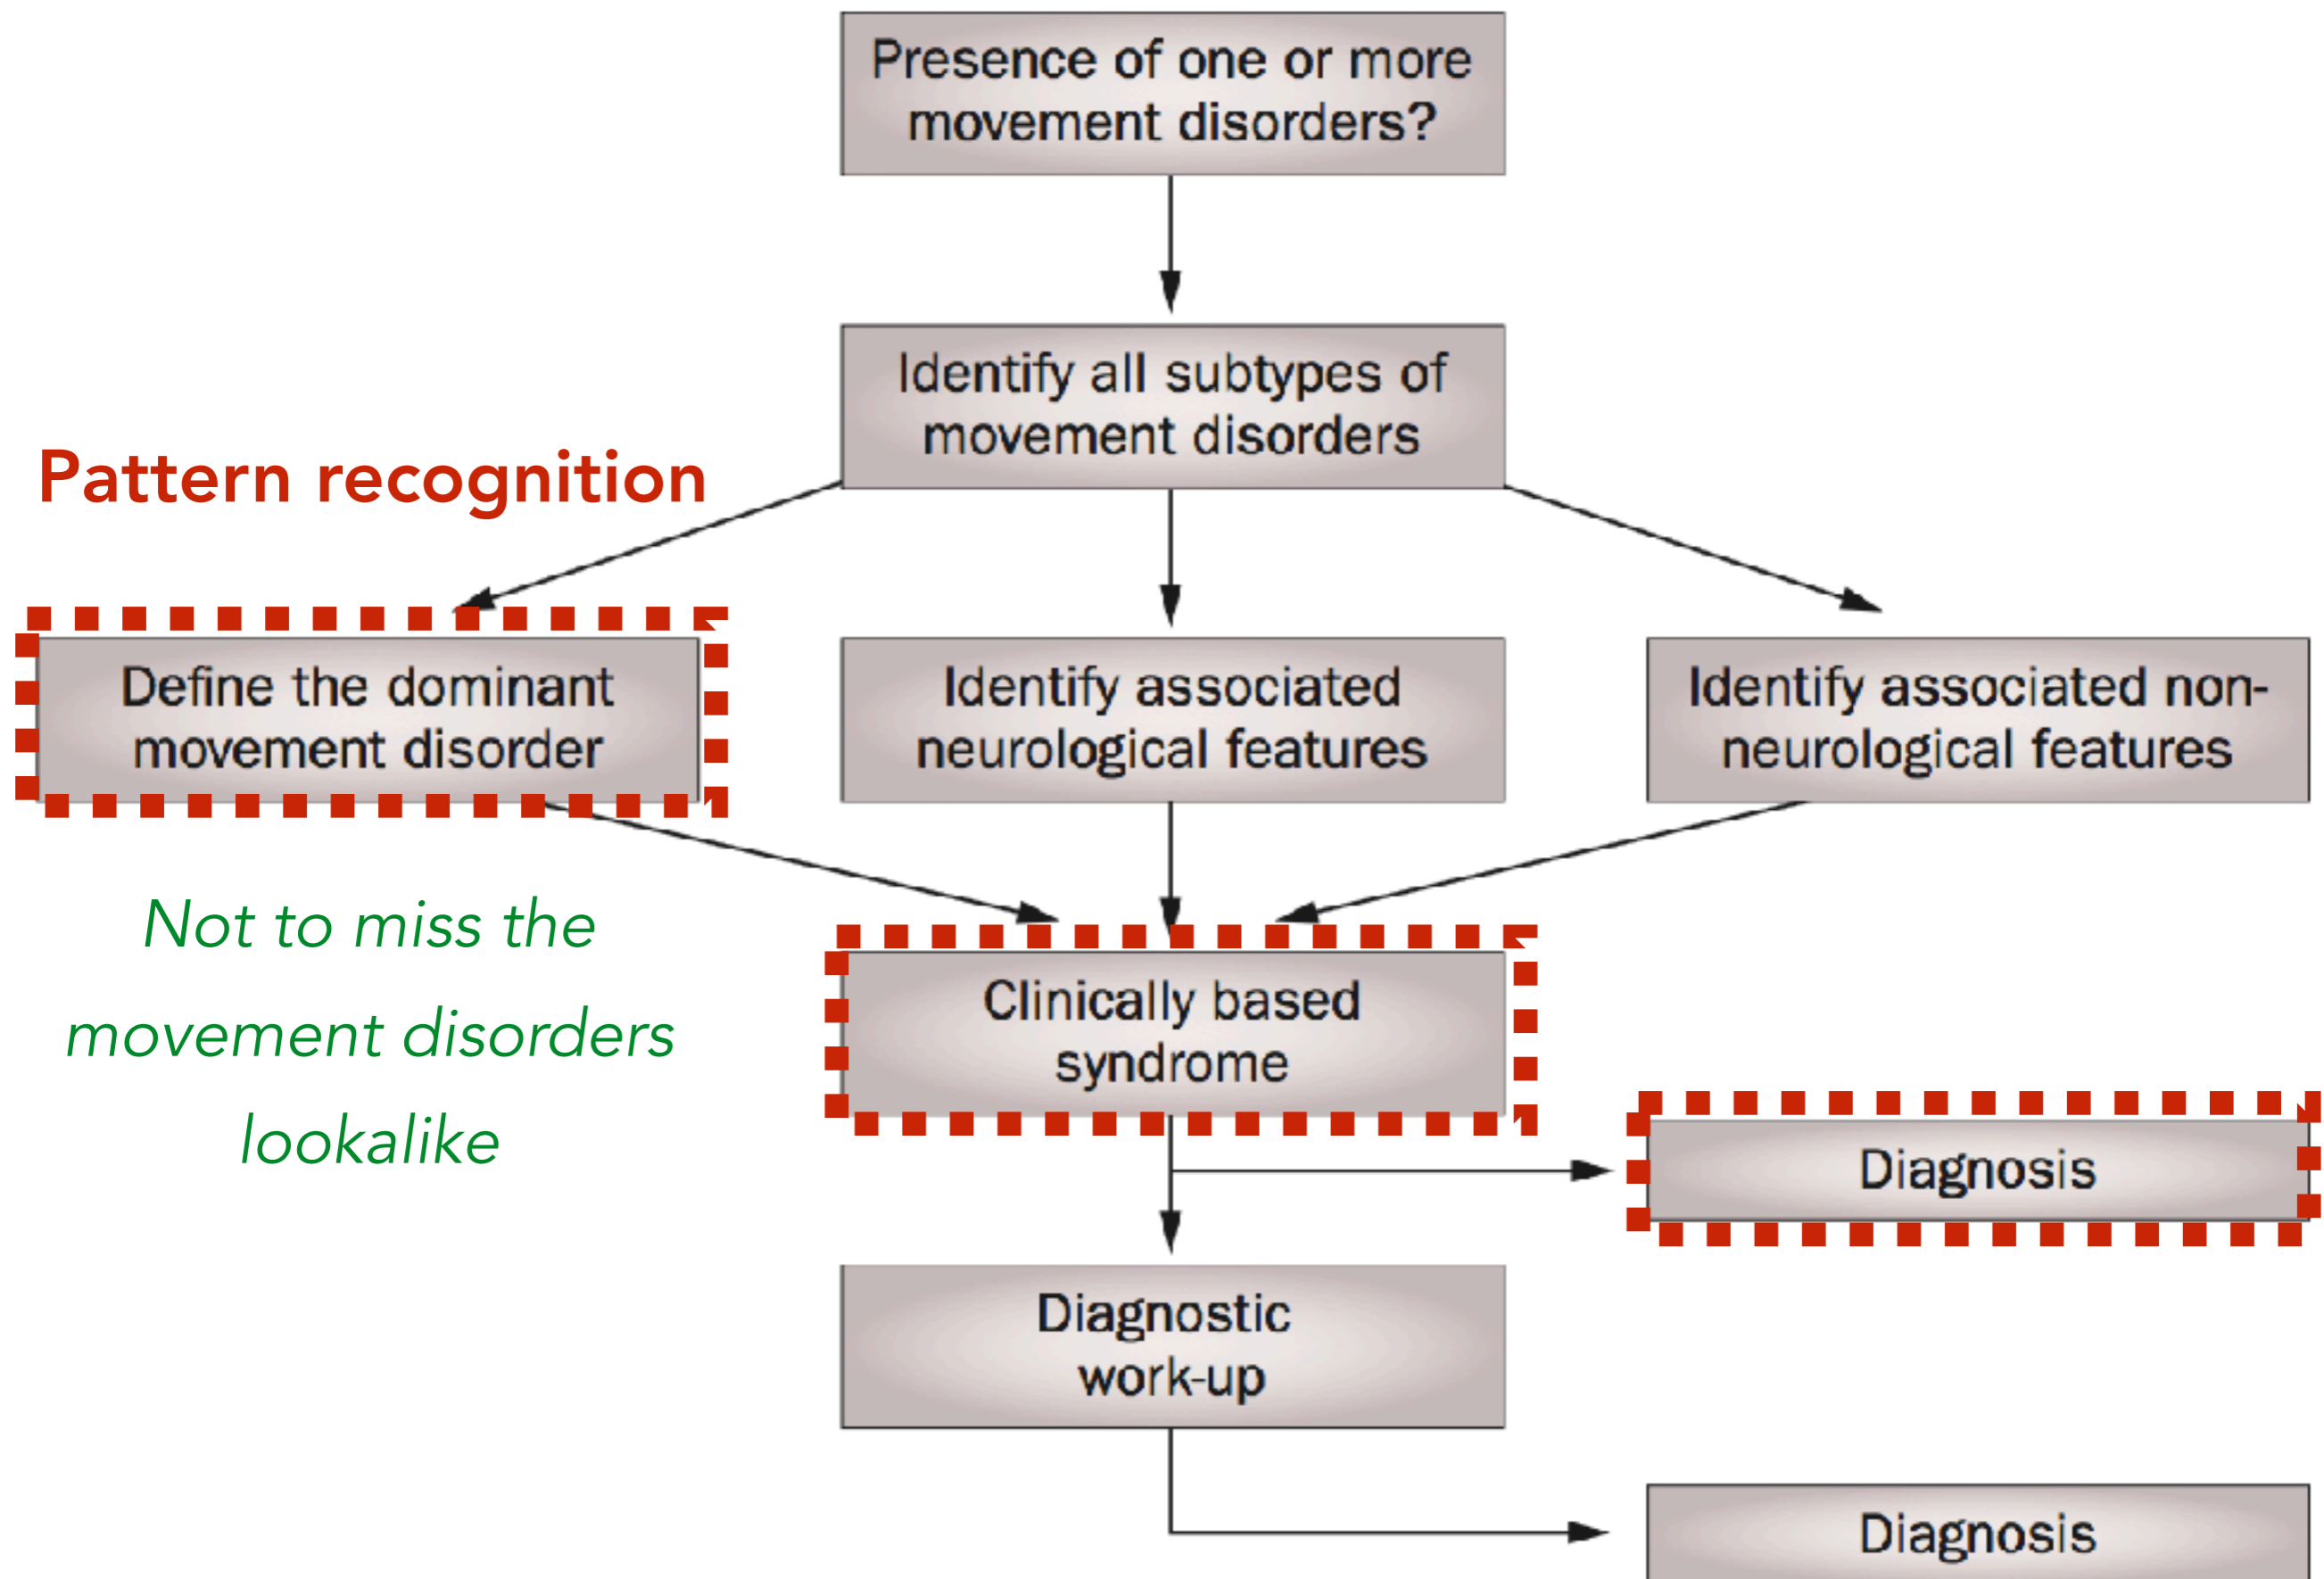 Presence of one or more
movement disorders?
Identify all subtypes of
movement disorders
Pattern recognition
Define the dominant
movement disorder
Identify associated
neurological features
Identify associated non-
neurological features
Not to miss the
movement disorders
lookalike
Clinically based
syndrome
Diagnosis
Diagnostic
work-up
Diagnosis